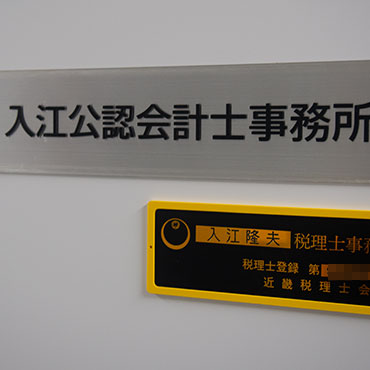 入江公認会計士事務所
入江隆夫 税理士事務
税理士登録 第
近畿税理士会